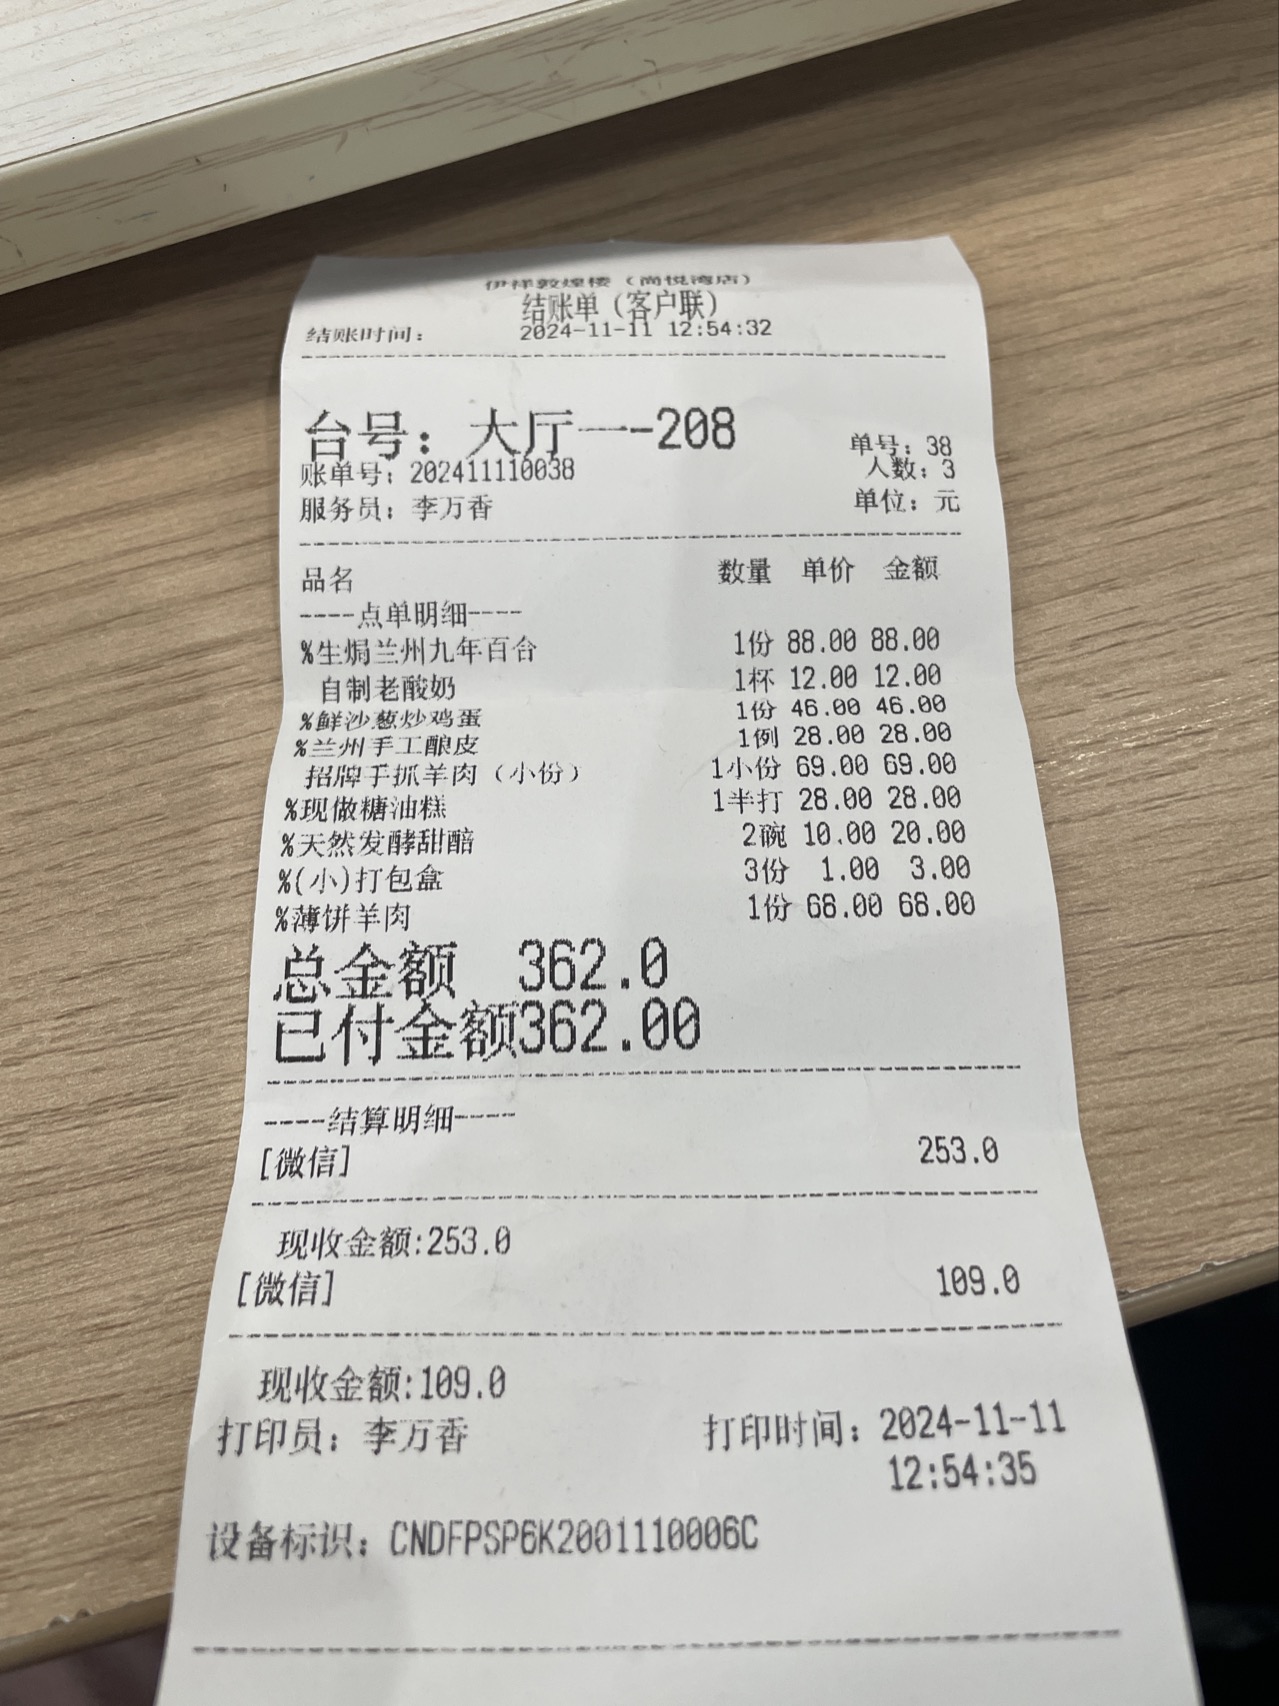 伊祥敦煌楼（尚悦湾店）
结账单（客户联）
结账时间： 2024-11-11 12:54:32
台号：大厅一-208
单号：38
账单号：202411110038 人数：3
服务员：李万香 单位：元
品名 数量 单价 金额
----点单明细----
%生焗兰州九年百合 1份 88.00 88.00
自制老酸奶 1杯 12.00 12.00
%鲜沙葱炒鸡蛋 1份 46.00 46.00
%兰州手工酿皮 1例 28.00 28.00
招牌手抓羊肉（小份） 1小份 69.00 69.00
%现做糖油糕 1半打 28.00 28.00
%天然发酵甜醅 2碗 10.00 20.00
%(小)打包盒 3份 1.00 3.00
%薄饼羊肉 1份 68.00 68.00
总金额 362.0
已付金额362.00
----结算明细----
[微信] 253.0
现收金额:253.0
[微信] 109.0
现收金额:109.0
打印员：李万香 打印时间：2024-11-11
12:54:35
设备标识：CNDFPSP6K2001110006C